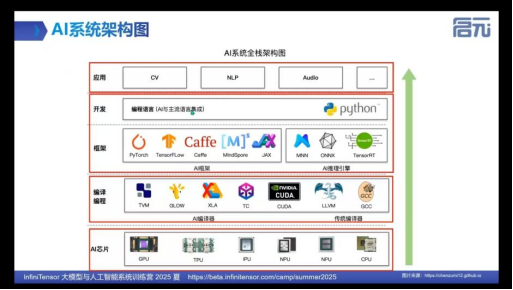 AI系统架构图
启元
AI系统全栈架构图
应用
CV
NLP
Audio
...
开发
编程语言 (AI与主流语言集成)
python
框架
Caffe
[M]s
JAX
PyTorch
TensorFLow
Caffe
MindSpore
JAX
MNN
ONNX
TensorRT
AI框架
AI推理引擎
编译
编程
NVIDIA.
CUDA
GCC
TVM
GLOW
XLA
TC
CUDA
LLVM
GCC
AI编译器
传统编译器
AI芯片
GPU
TPU
IPU
NPU
NPU
CPU
InfiniTensor 大模型与人工智能系统训练营 2025 夏
https://beta.infinitensor.com/camp/summer2025
图片来源：https://chenzomi12.github.io